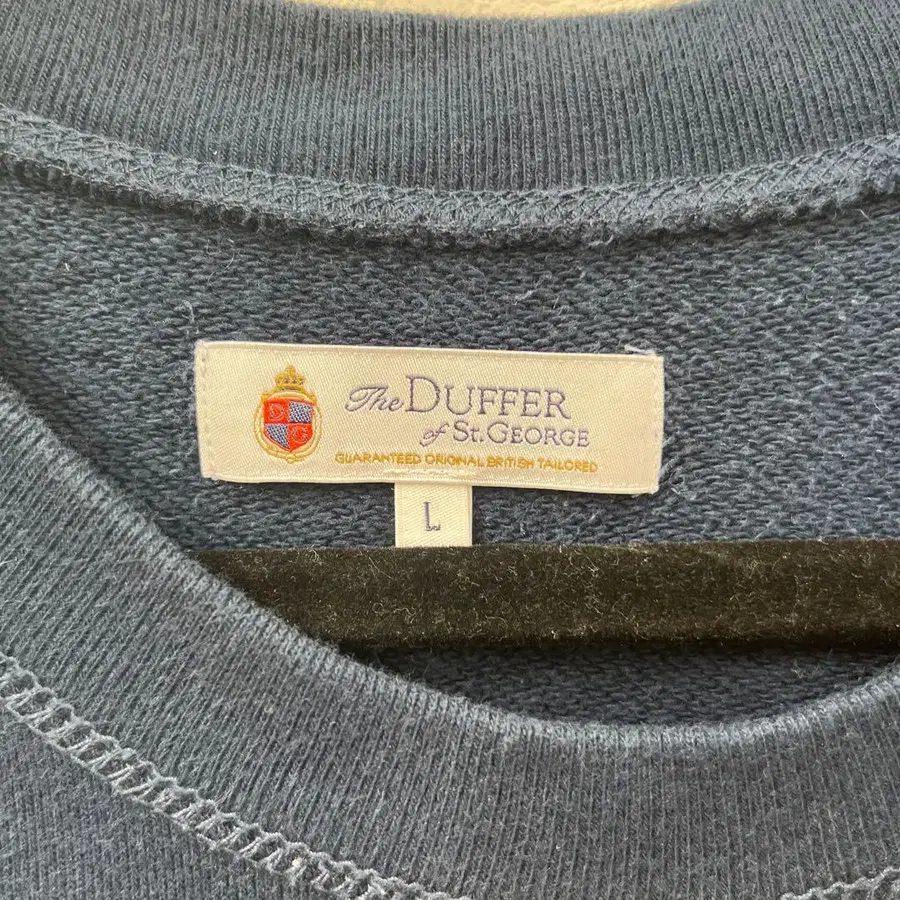 D G
The DUFFER
of St. GEORGE
GUARANTEED ORIGINAL BRITISH TAILORED
L